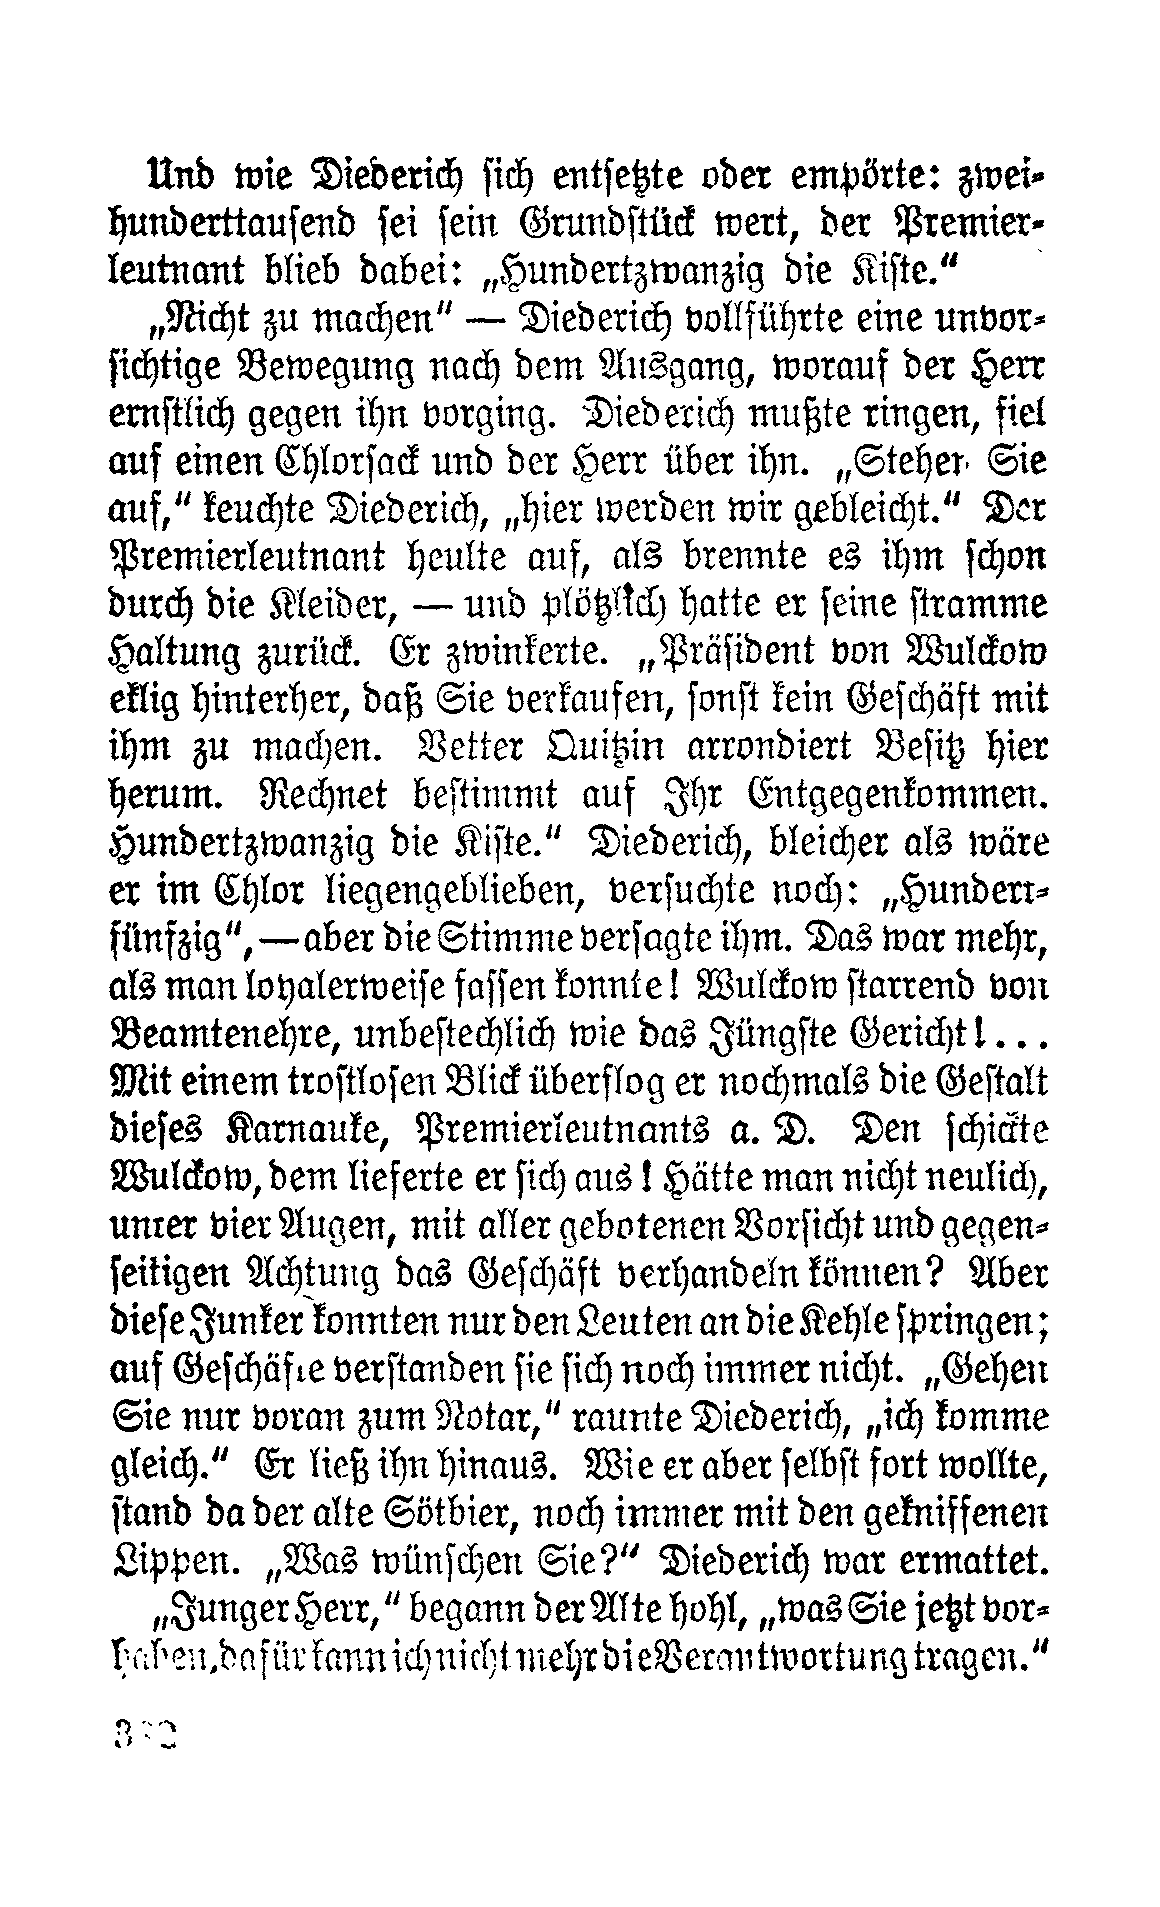 Und wie Diederich sich entsetzte oder empörte: zwei-
hunderttausend sei sein Grundstück wert, der Premier-
leutnant blieb dabei: „Hundertzwanzig die Kiste.“
„Nicht zu machen“ — Diederich vollführte eine unvor-
sichtige Bewegung nach dem Ausgang, worauf der Herr
ernstlich gegen ihn vorging. Diederich mußte ringen, fiel
auf einen Chlorsack und der Herr über ihn. „Stehen Sie
auf,“ keuchte Diederich, „hier werden wir gebleicht.“ Der
Premierleutnant heulte auf, als brennte es ihm schon
durch die Kleider, — und plötzlich hatte er seine stramme
Haltung zurück. Er zwinkerte. „Präsident von Wulckow
eklig hinterher, daß Sie verkaufen, sonst kein Geschäft mit
ihm zu machen. Vetter Quitzin arrondiert Besitz hier
herum. Rechnet bestimmt auf Ihr Entgegenkommen.
Hundertzwanzig die Kiste.“ Diederich, bleicher als wäre
er im Chlor liegengeblieben, versuchte noch: „Hundert-
fünfzig“, — aber die Stimme versagte ihm. Das war mehr,
als man loyalerweise fassen konnte! Wulckow starrend von
Beamtenehre, unbestechlich wie das Jüngste Gericht!...
Mit einem trostlosen Blick überflog er nochmals die Gestalt
dieses Karnauke, Premierleutnants a. D. Den schickte
Wulckow, dem lieferte er sich aus! Hätte man nicht neulich,
unter vier Augen, mit aller gebotenen Vorsicht und gegen-
seitigen Achtung das Geschäft verhandeln können? Aber
diese Junker konnten nur den Leuten an die Kehle springen;
auf Geschäfte verstanden sie sich noch immer nicht. „Gehen
Sie nur voran zum Notar,“ raunte Diederich, „ich komme
gleich.“ Er ließ ihn hinaus. Wie er aber selbst fort wollte,
stand da der alte Sötbier, noch immer mit den gekniffenen
Lippen. „Was wünschen Sie?“ Diederich war ermattet.
„Junger Herr,“ begann der Alte hohl, „was Sie jetzt vor-
haben, dafür kann ich nicht mehr die Verantwortung tragen.“